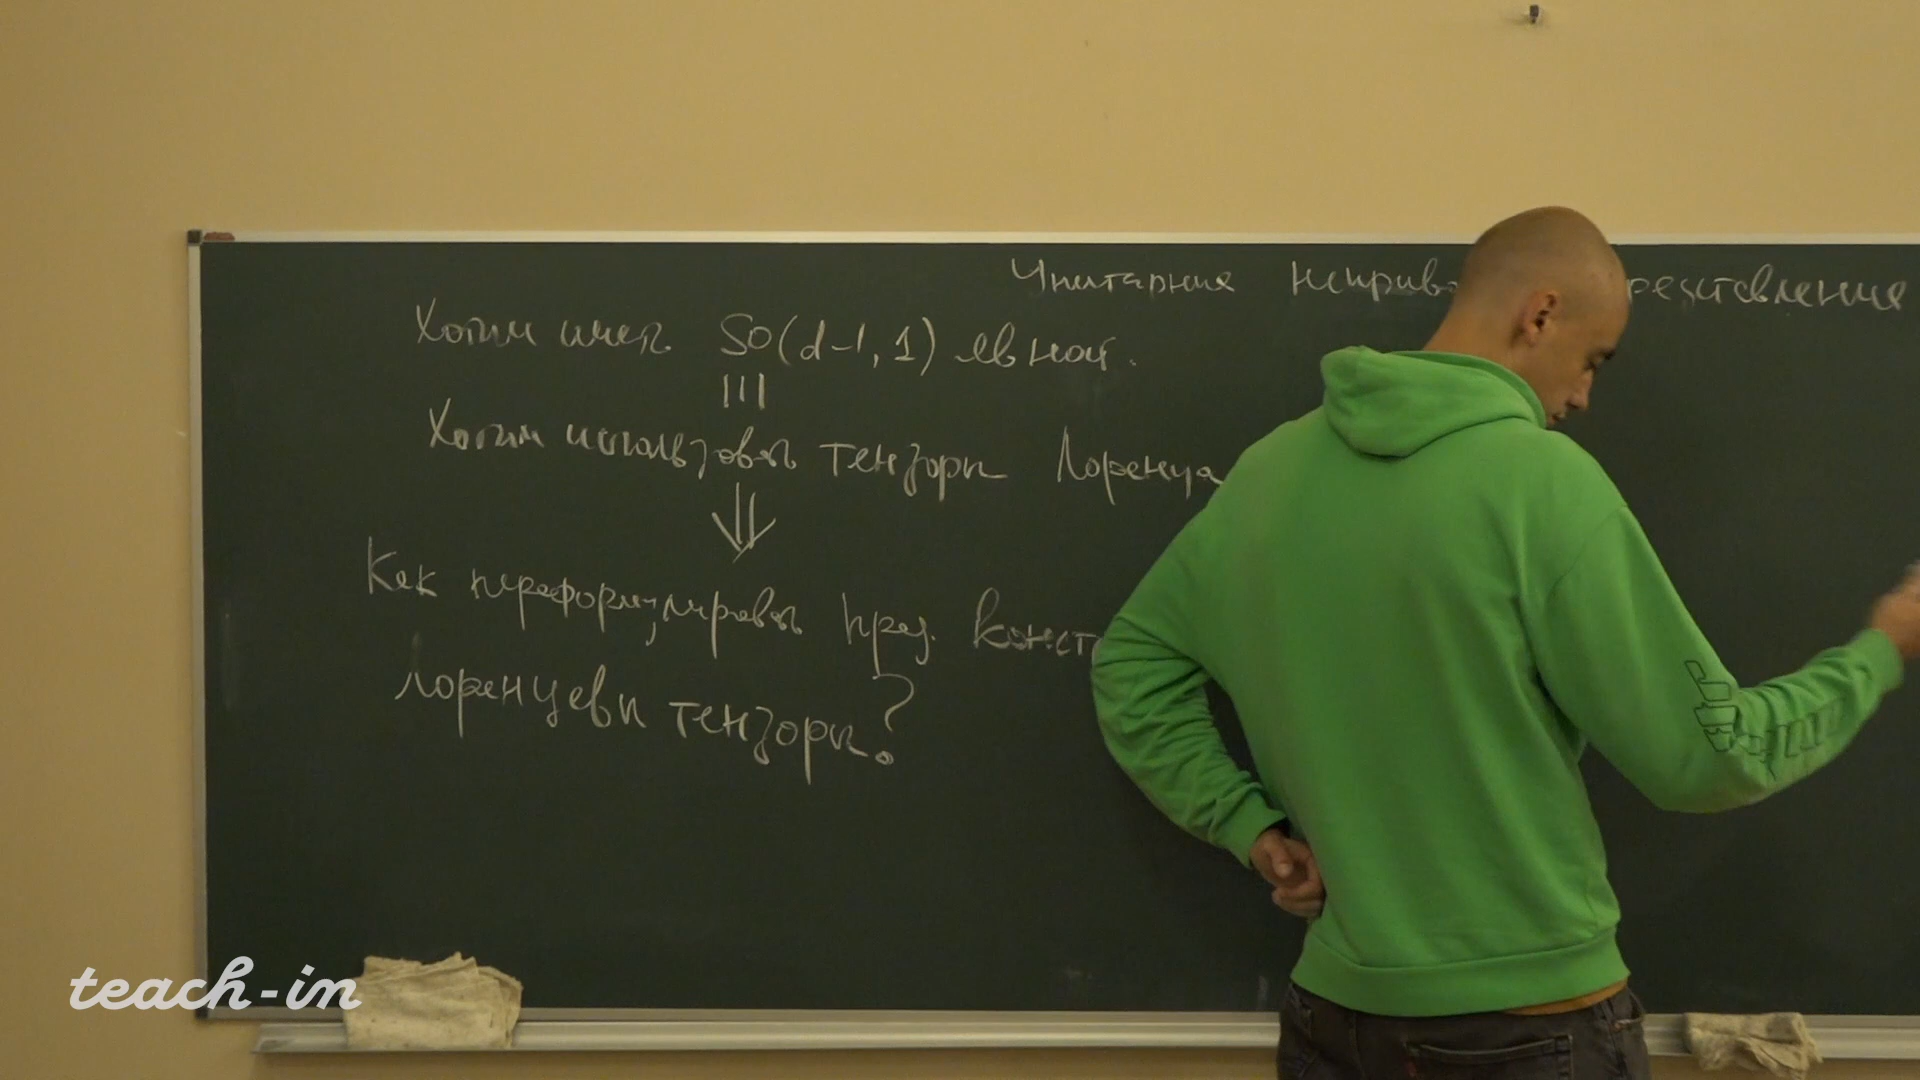 Унитарные неприв представления
Хотим иметь SO(d-1,1) явной.
|||
Хотим использовать тензоры Лоренца
⇓
Как переформулировать пред. конст
лоренцевы тензоры?
teach-in